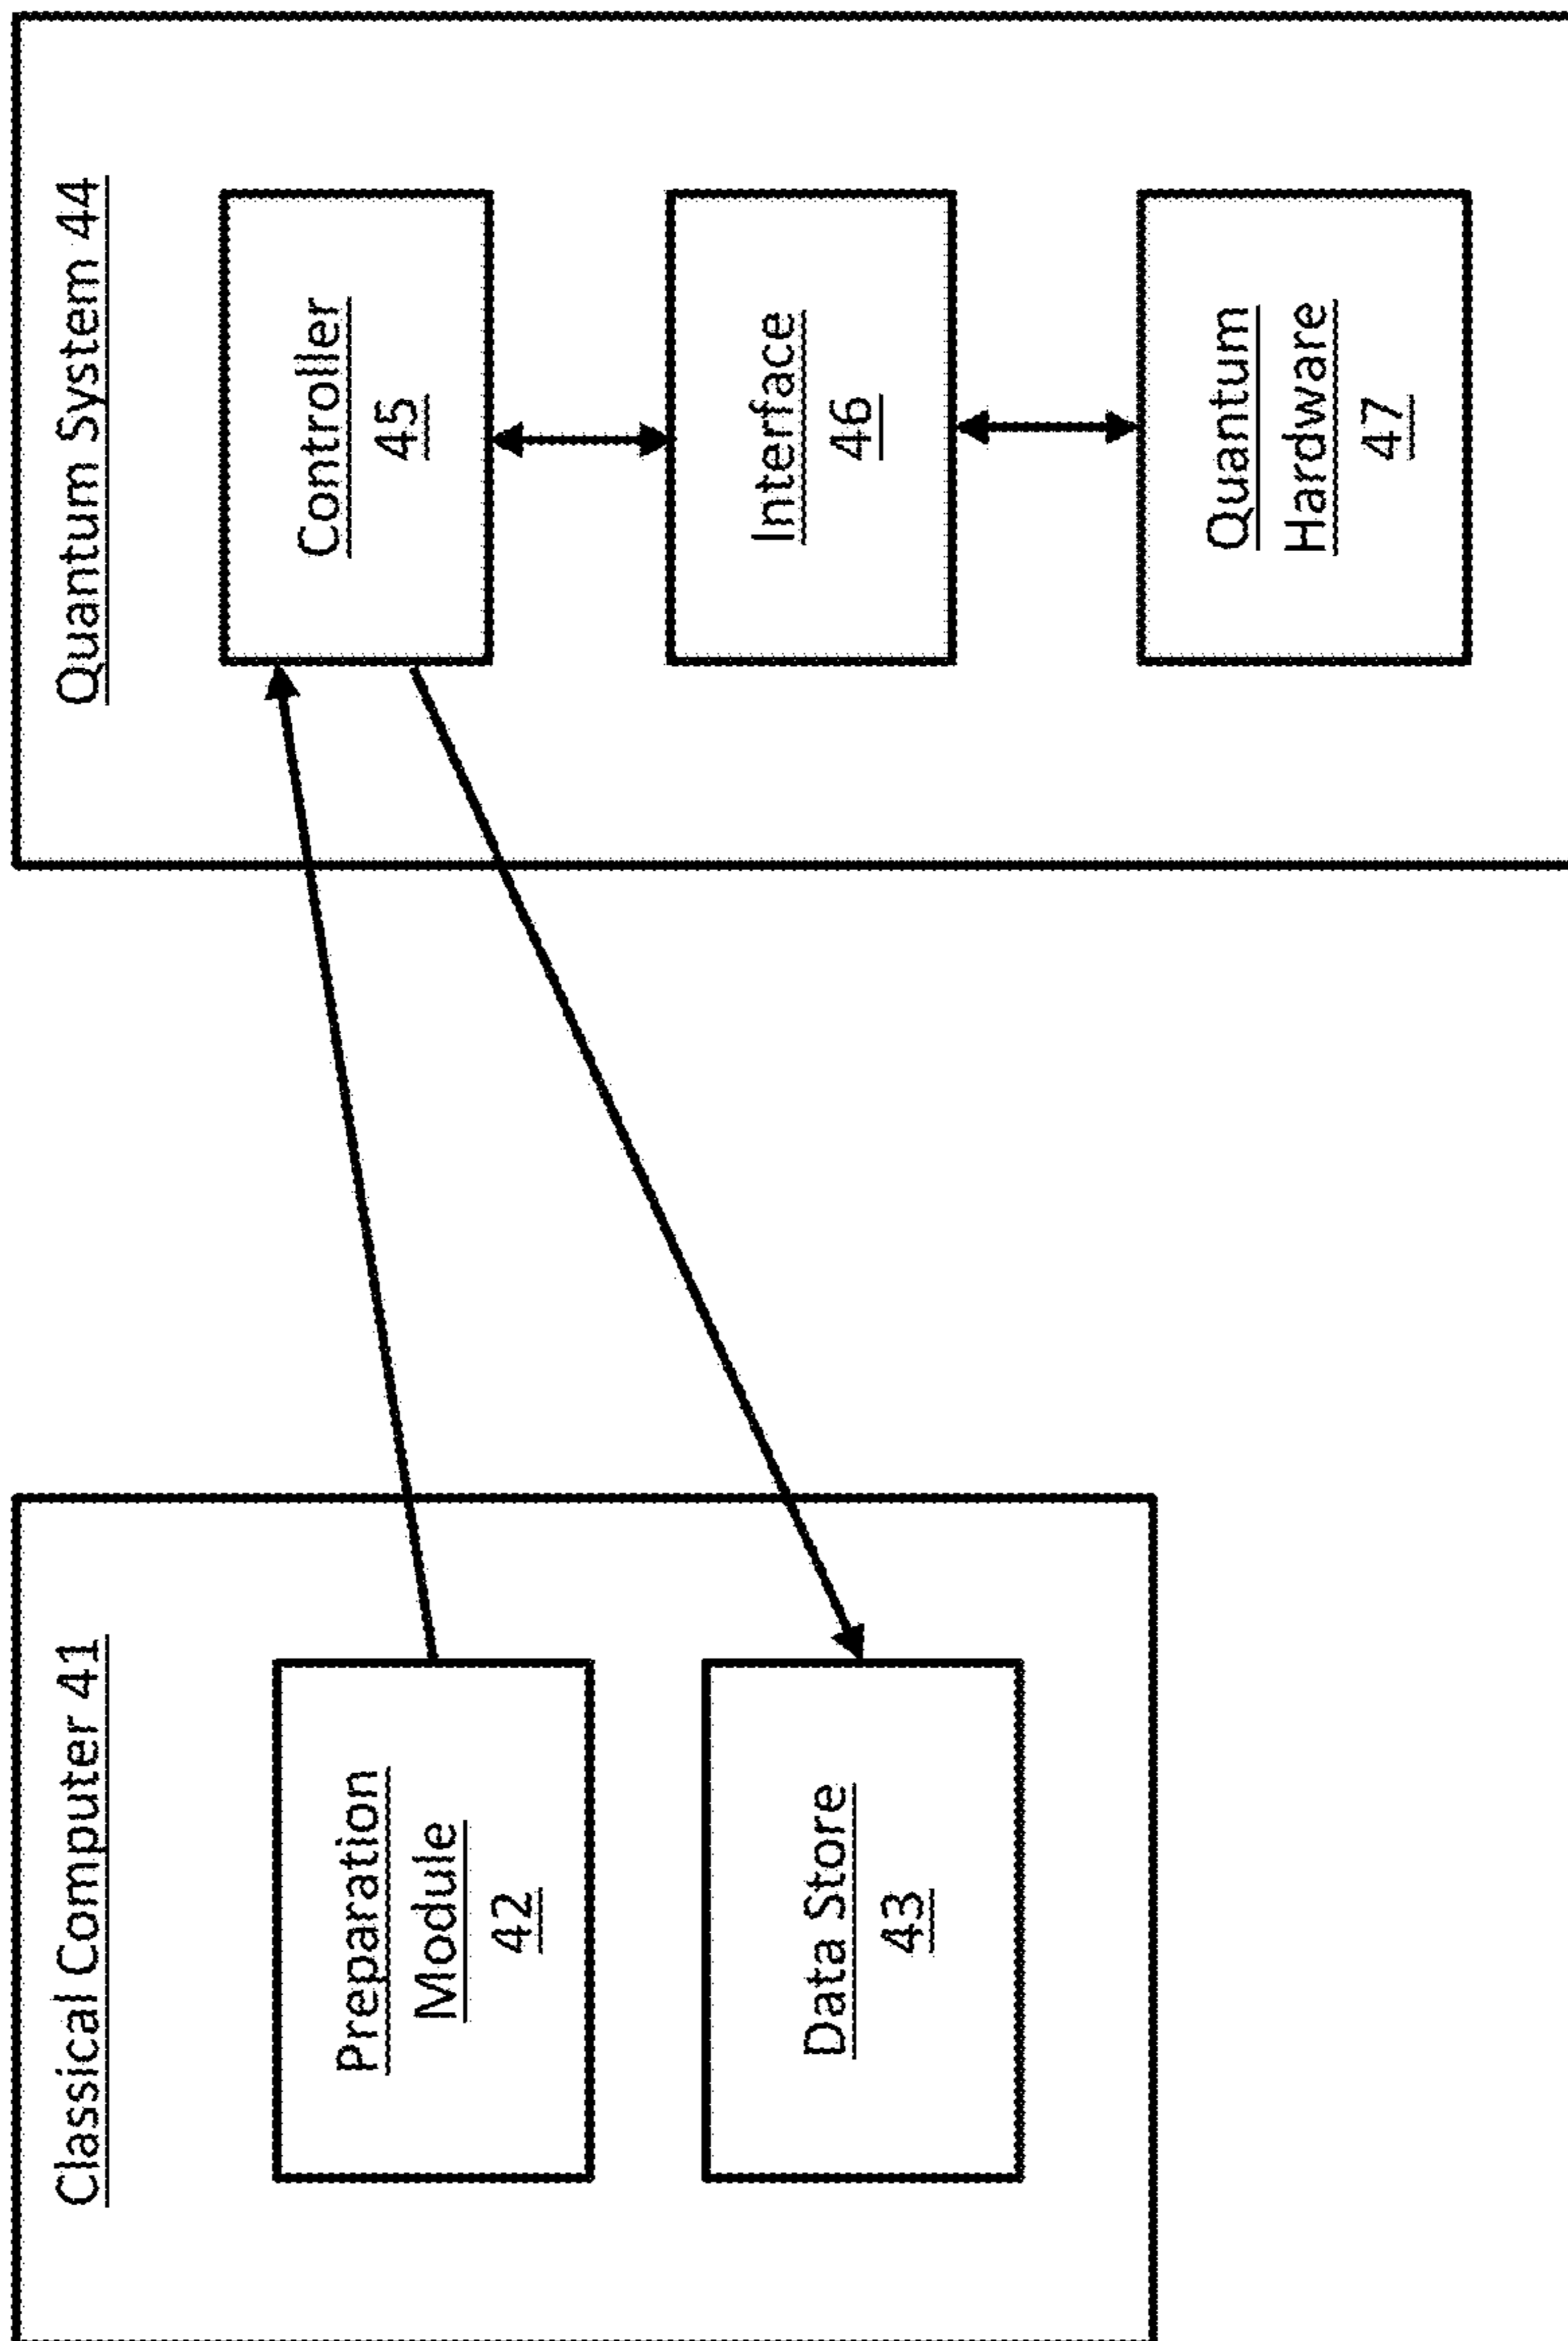 Classical Computer 41
Preparation
Module
42
Data Store
43
Quantum System 44
Controller
45
Interface
46
Quantum
Hardware
47